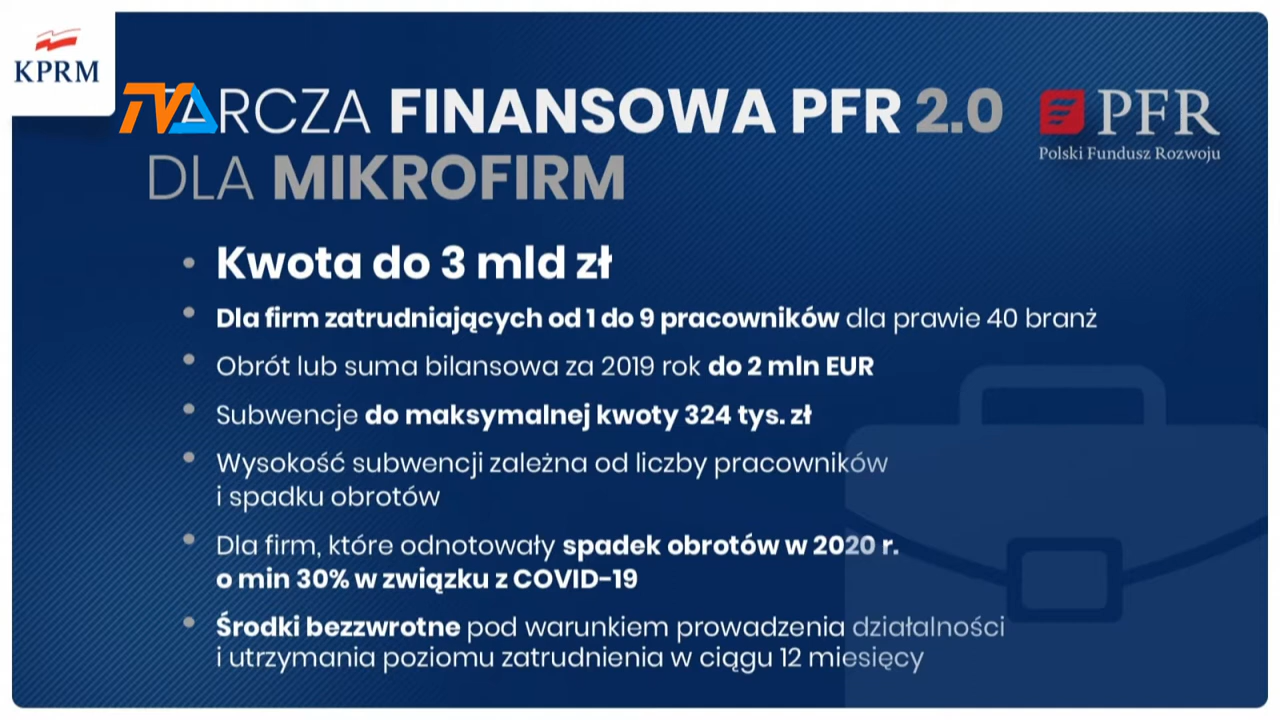 KPRM
TVA
TARCZA FINANSOWA PFR 2.0
PFR
Polski Fundusz Rozwoju
DLA MIKROFIRM
• Kwota do 3 mld zł
• Dla firm zatrudniających od 1 do 9 pracowników dla prawie 40 branż
• Obrót lub suma bilansowa za 2019 rok do 2 mln EUR
• Subwencje do maksymalnej kwoty 324 tys. zł
• Wysokość subwencji zależna od liczby pracowników
i spadku obrotów
• Dla firm, które odnotowały spadek obrotów w 2020 r.
o min 30% w związku z COVID-19
• Środki bezzwrotne pod warunkiem prowadzenia działalności
i utrzymania poziomu zatrudnienia w ciągu 12 miesięcy